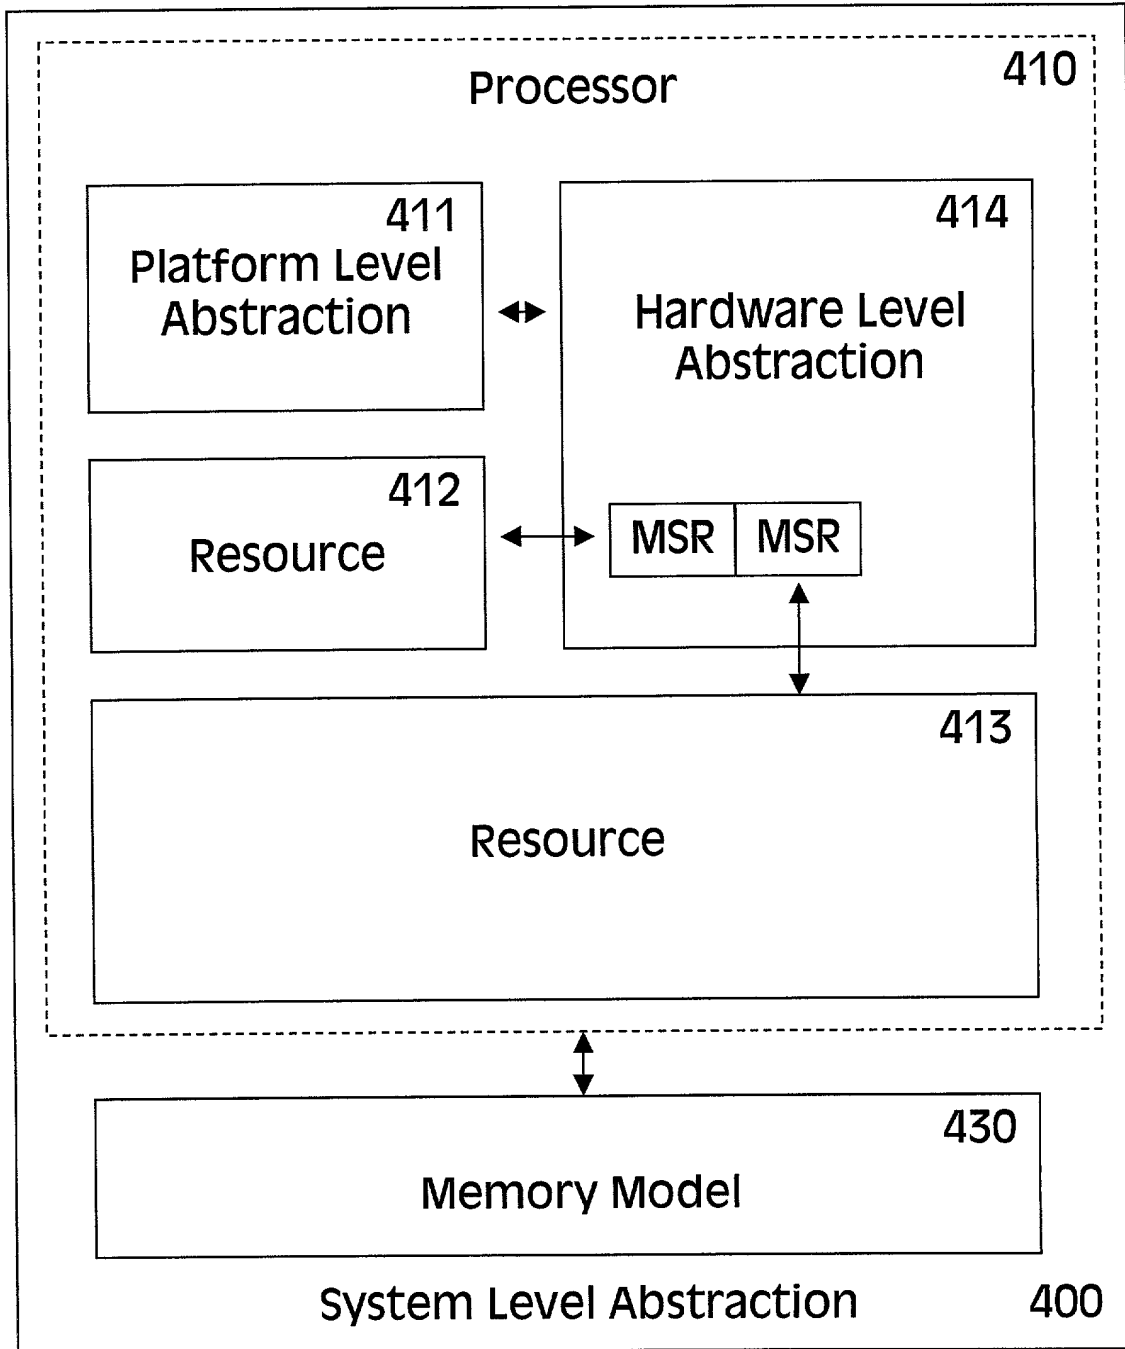 410
Processor
411
Platform Level
Abstraction
414
Hardware Level
Abstraction
412
Resource
MSR MSR
413
Resource
430
Memory Model
System Level Abstraction 400